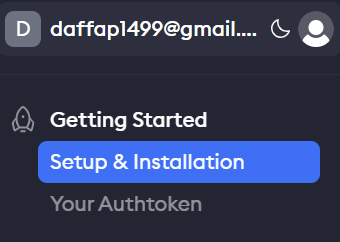 D daffap1499@gmail....
Getting Started
Setup & Installation
Your Authtoken